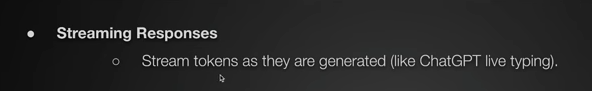 ● Streaming Responses
○ Stream tokens as they are generated (like ChatGPT live typing).